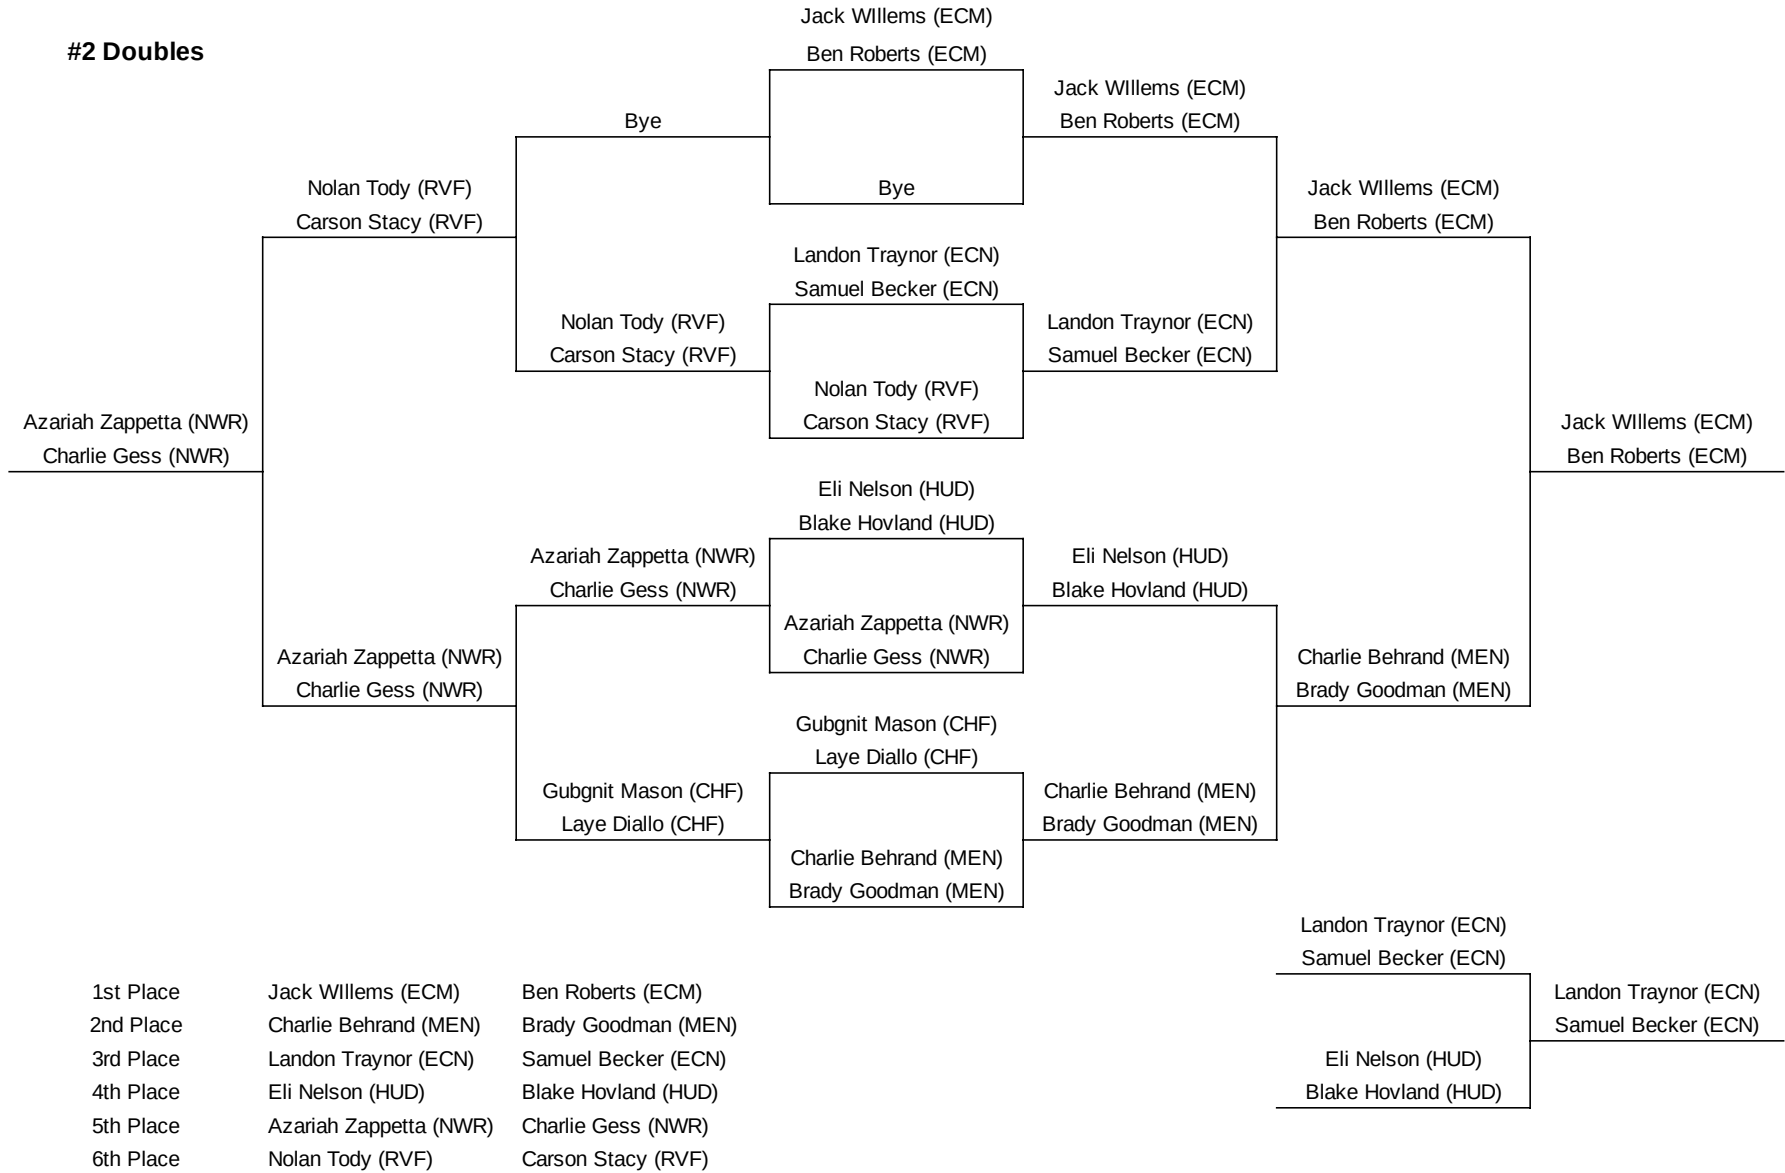 Jack WIllems (ECM)
#2 Doubles
Ben Roberts (ECM)
Jack WIllems (ECM)
Bye
Ben Roberts (ECM)
Nolan Tody (RVF)
Bye
Jack WIllems (ECM)
Carson Stacy (RVF)
Ben Roberts (ECM)
Landon Traynor (ECN)
Samuel Becker (ECN)
Nolan Tody (RVF)
Landon Traynor (ECN)
Carson Stacy (RVF)
Samuel Becker (ECN)
Nolan Tody (RVF)
Azariah Zappetta (NWR)
Carson Stacy (RVF)
Jack WIllems (ECM)
Charlie Gess (NWR)
Ben Roberts (ECM)
Eli Nelson (HUD)
Blake Hovland (HUD)
Azariah Zappetta (NWR)
Eli Nelson (HUD)
Charlie Gess (NWR)
Blake Hovland (HUD)
Azariah Zappetta (NWR)
Azariah Zappetta (NWR)
Charlie Gess (NWR)
Charlie Behrand (MEN)
Charlie Gess (NWR)
Brady Goodman (MEN)
Gubgnit Mason (CHF)
Laye Diallo (CHF)
Gubgnit Mason (CHF)
Charlie Behrand (MEN)
Laye Diallo (CHF)
Brady Goodman (MEN)
Charlie Behrand (MEN)
Brady Goodman (MEN)
Landon Traynor (ECN)
Samuel Becker (ECN)
1st Place Jack WIllems (ECM) Ben Roberts (ECM)
Landon Traynor (ECN)
2nd Place Charlie Behrand (MEN) Brady Goodman (MEN)
Samuel Becker (ECN)
3rd Place Landon Traynor (ECN) Samuel Becker (ECN)
Eli Nelson (HUD)
4th Place Eli Nelson (HUD) Blake Hovland (HUD)
Blake Hovland (HUD)
5th Place Azariah Zappetta (NWR) Charlie Gess (NWR)
6th Place Nolan Tody (RVF) Carson Stacy (RVF)